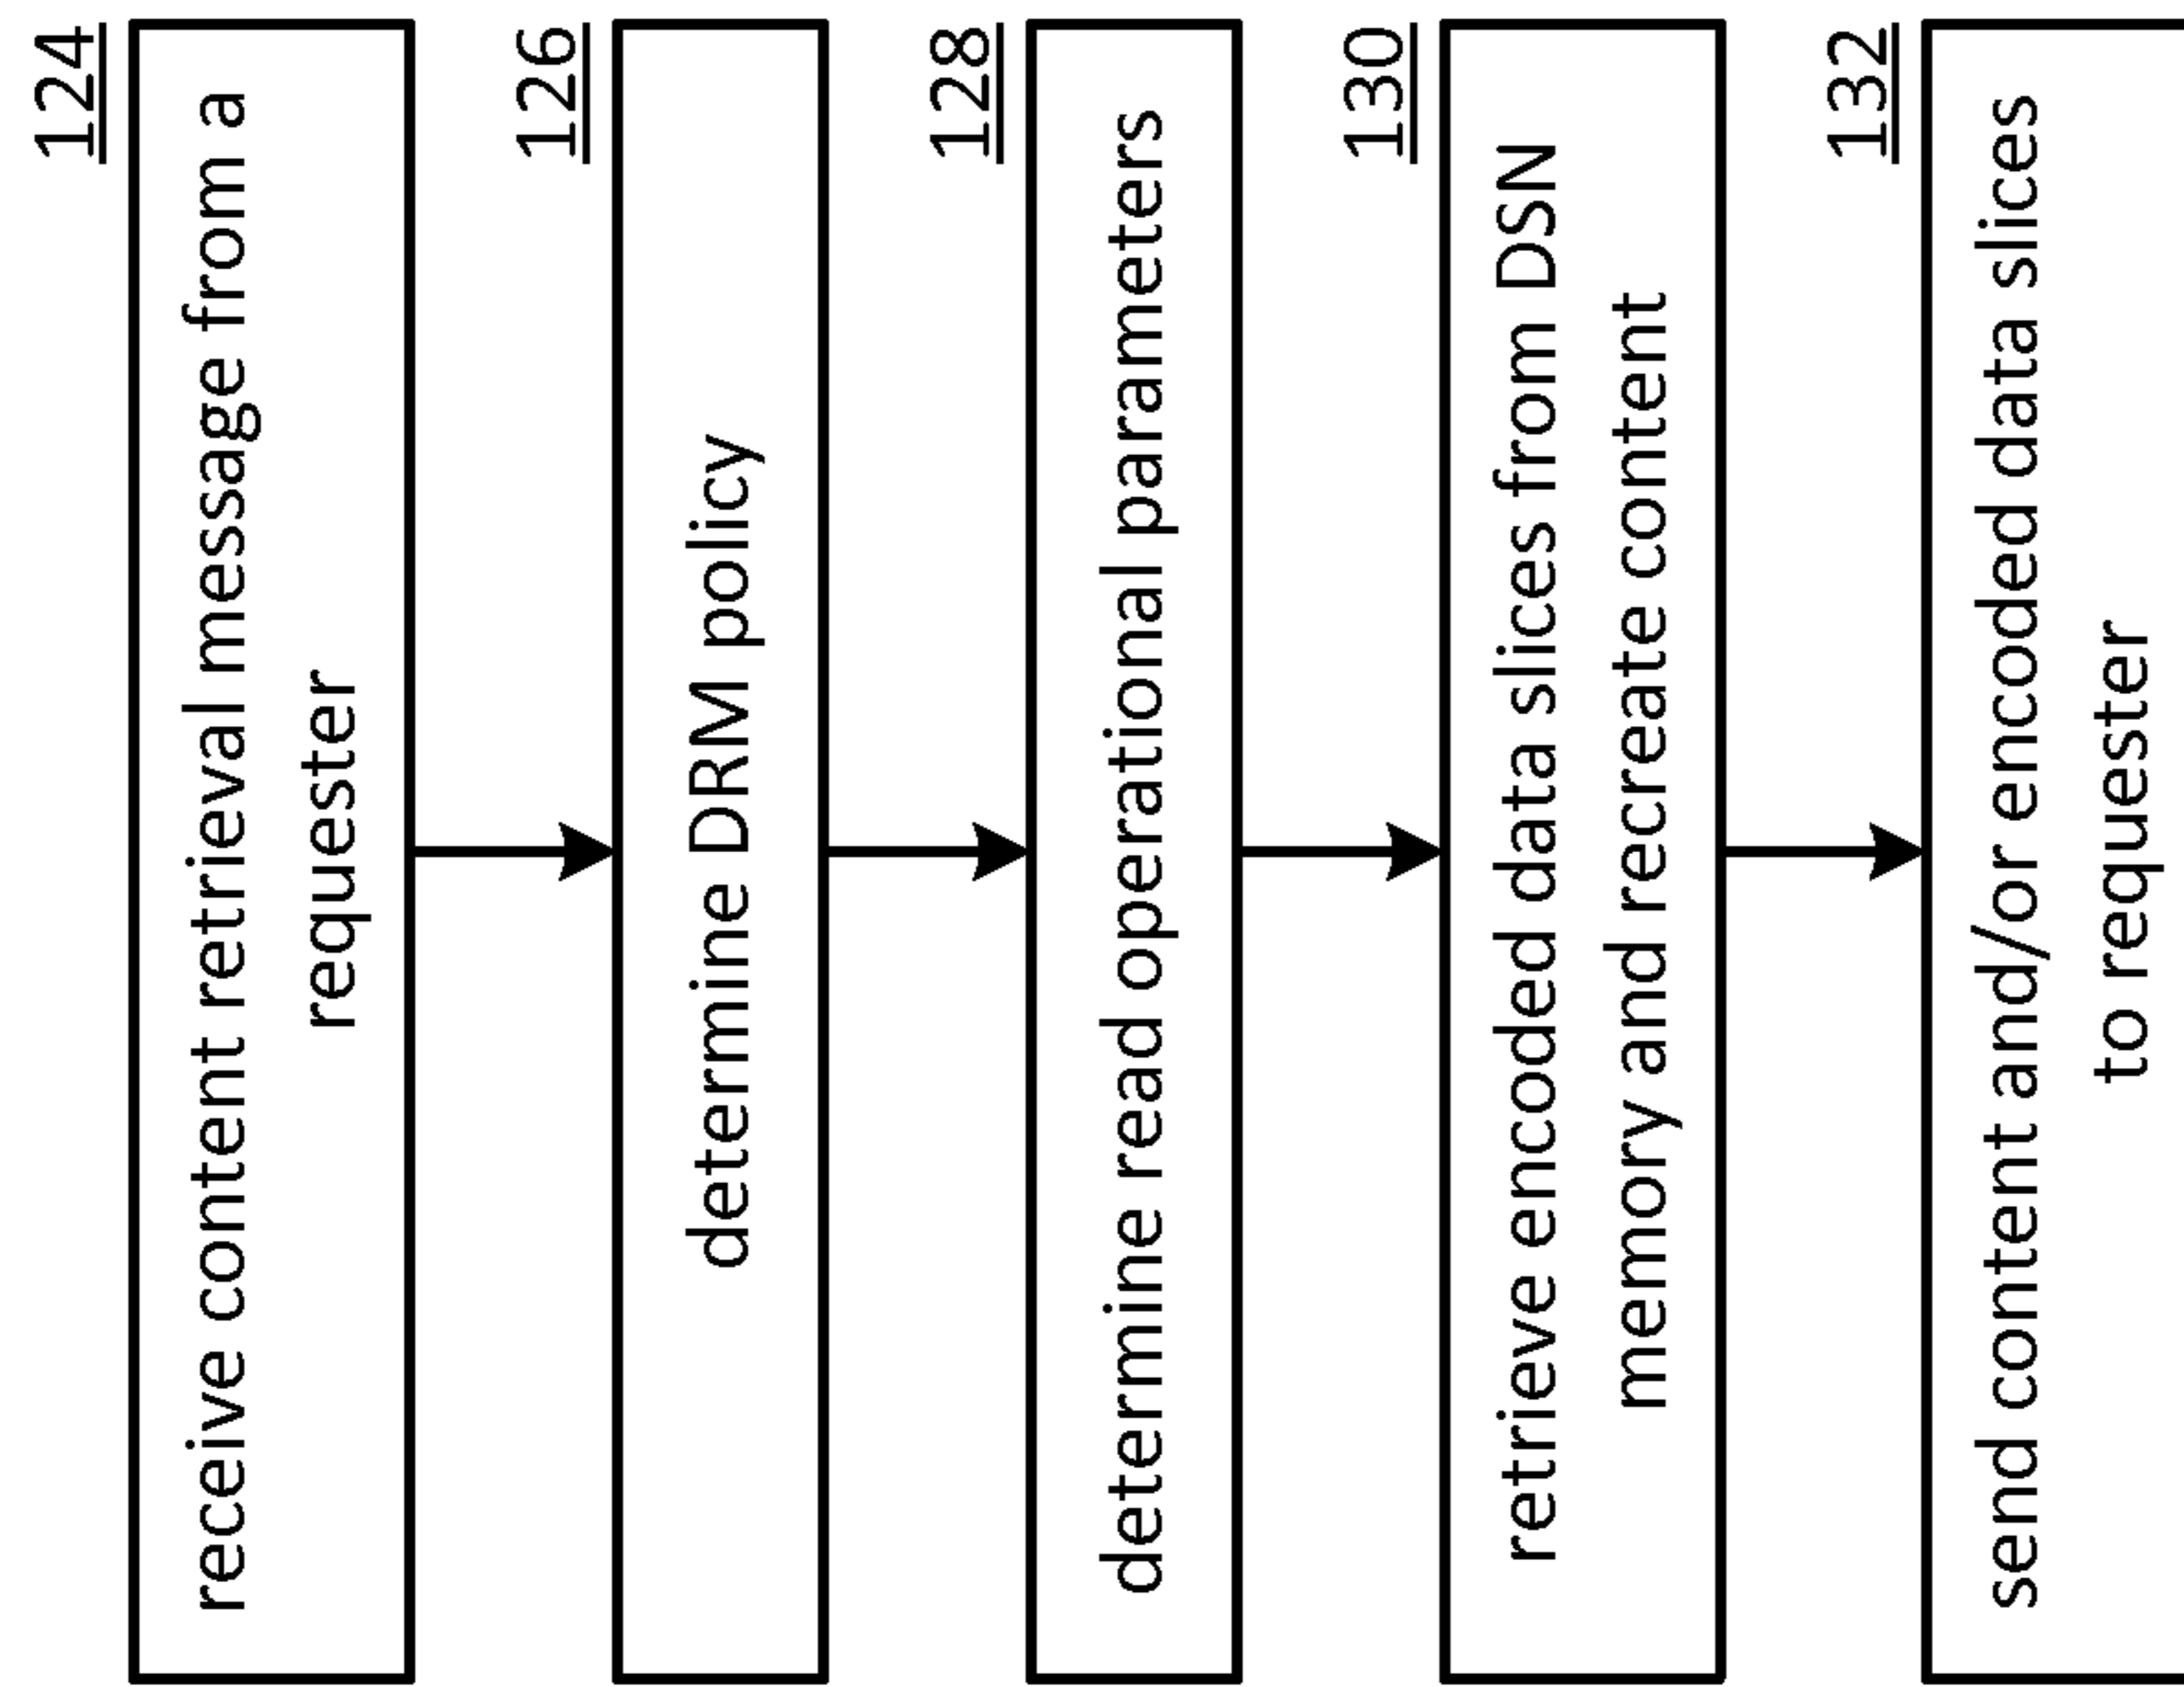 124
receive content retrieval message from a
requester
126
determine DRM policy
128
determine read operational parameters
130
retrieve encoded data slices from DSN
memory and recreate content
132
send content and/or encoded data slices
to requester